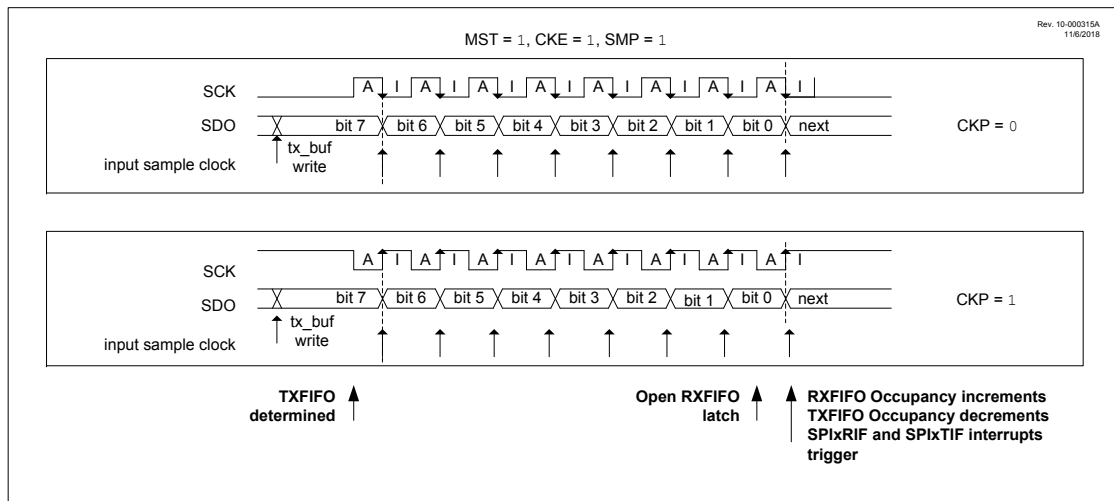 Rev. 10-000315A
11/6/2018
MST = 1, CKE = 1, SMP = 1
SCK
A I A I A I A I A I A I A I A I
SDO
bit 7 bit 6 bit 5 bit 4 bit 3 bit 2 bit 1 bit 0 next
CKP = 0
tx_buf
write
input sample clock
A I A I A I A I A I A I A I A I
SCK
SDO
bit 7 bit 6 bit 5 bit 4 bit 3 bit 2 bit 1 bit 0 next
CKP = 1
tx_buf
write
input sample clock
TXFIFO
determined
Open RXFIFO
latch
RXFIFO Occupancy increments
TXFIFO Occupancy decrements
SPIxRIF and SPIxTIF interrupts
trigger